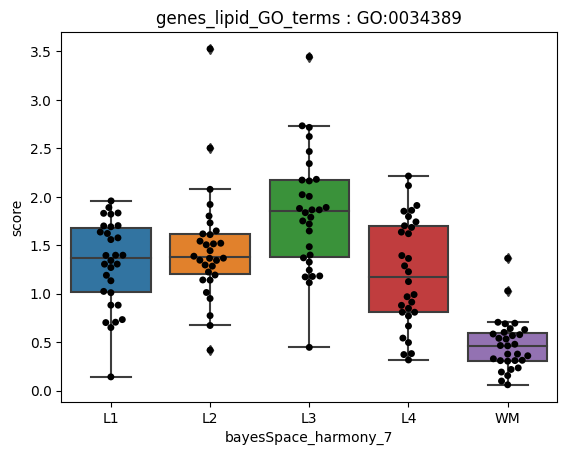 genes_lipid_GO_terms : GO:0034389
3.5
3.0
2.5
2.0
1.5
1.0
0.5
0.0
score
L1 L2 L3 L4 WM
bayesSpace_harmony_7